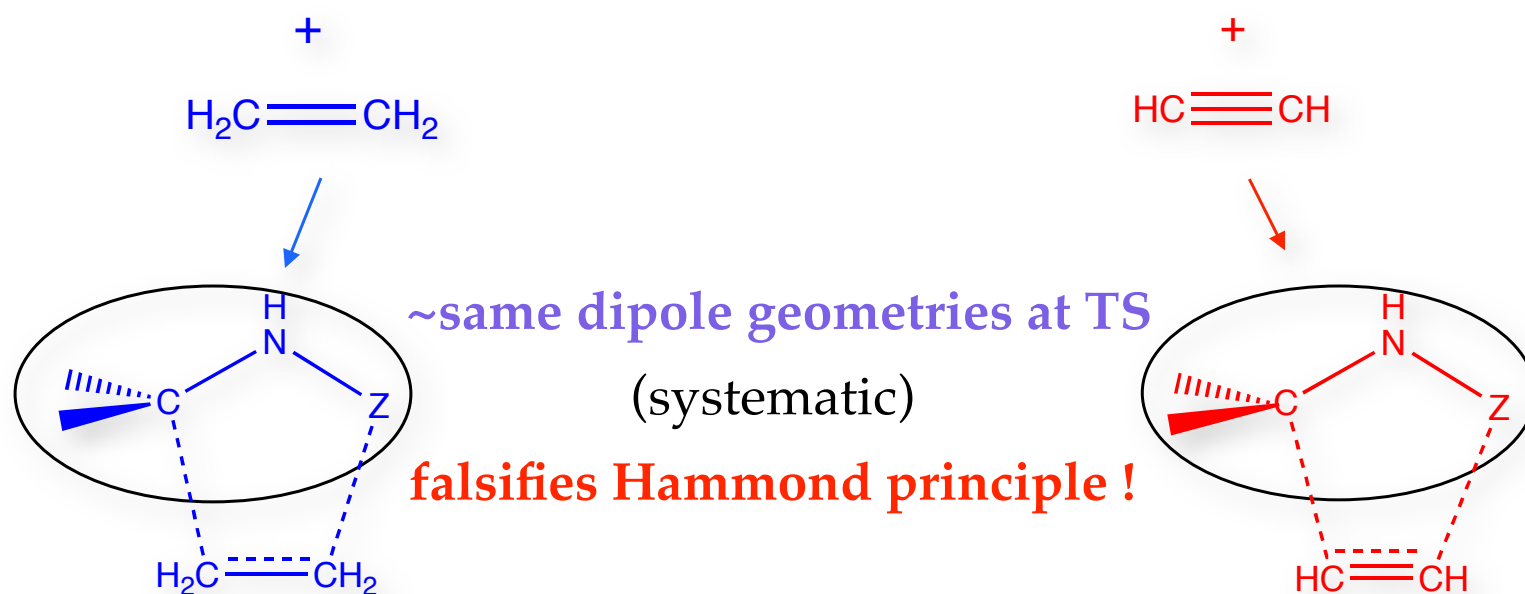 + +
H₂C CH₂ HC CH
H H
N N
~same dipole geometries at TS
C Z C Z
(systematic)
falsifies Hammond principle !
H₂C CH₂ HC CH